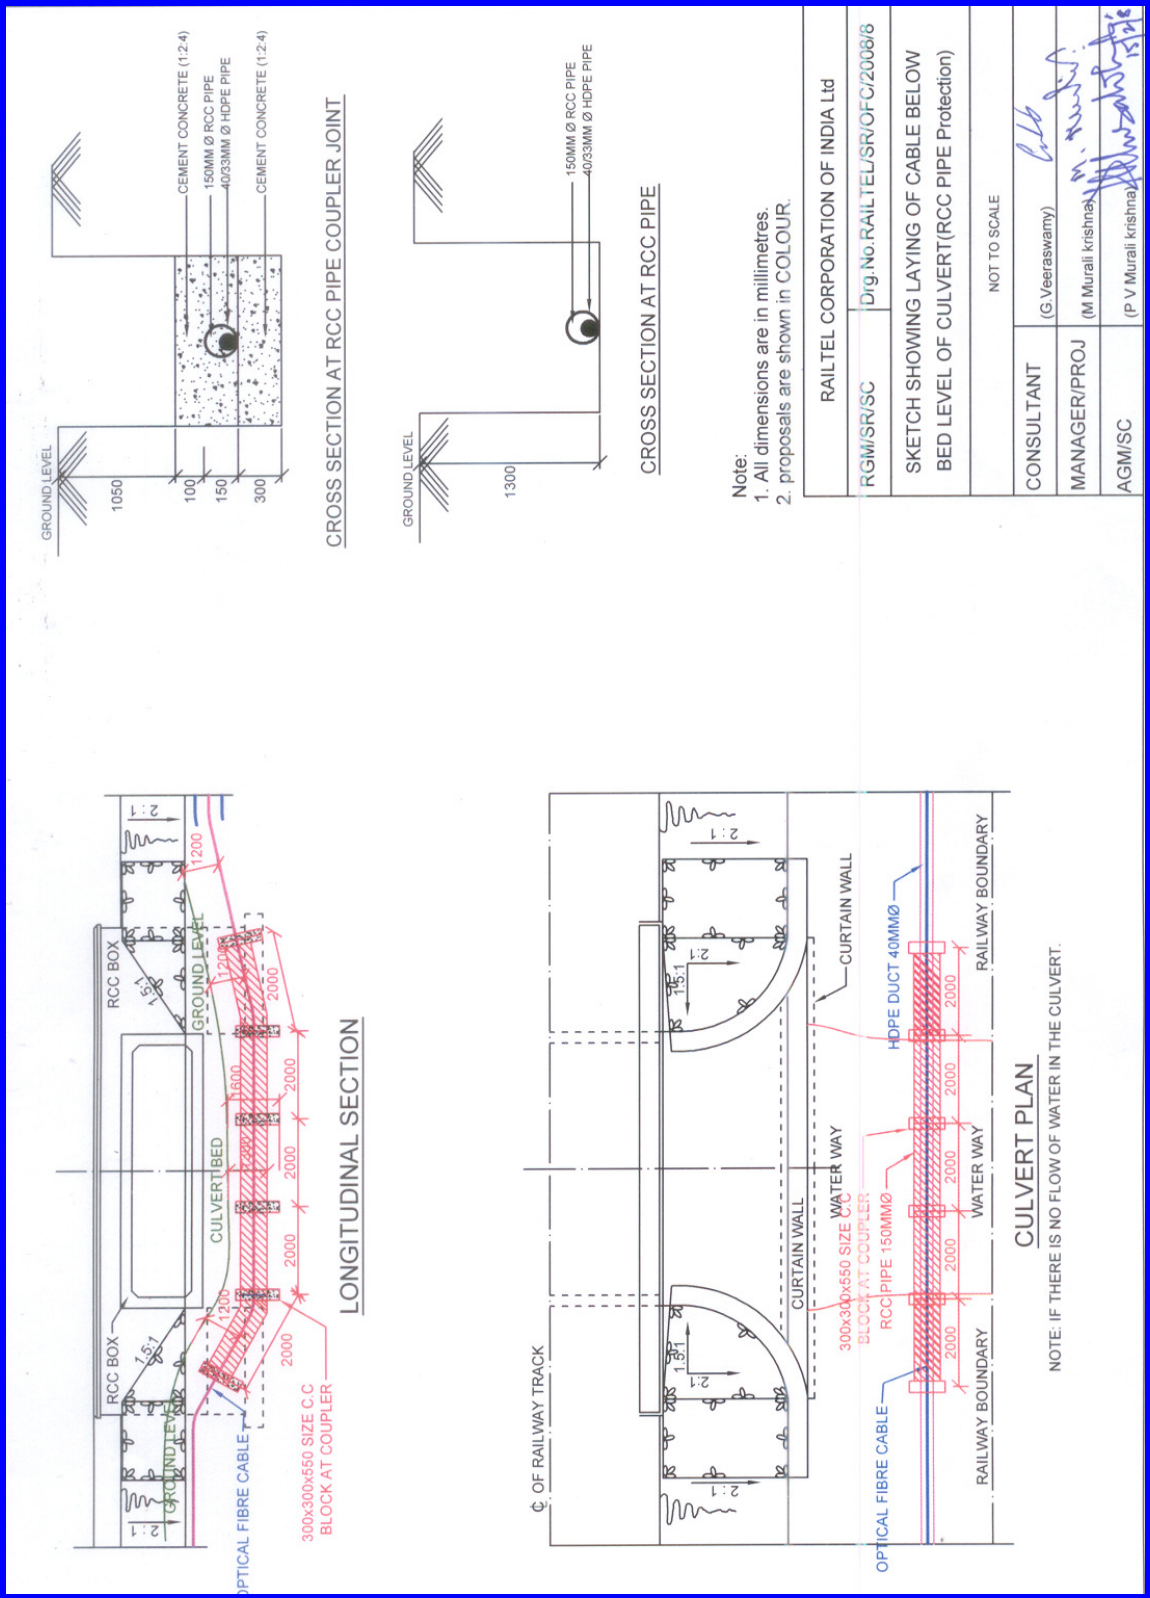 GROUND LEVEL
1050
100
150
300
CEMENT CONCRETE (1:2:4)
150MM Ø RCC PIPE
40/33MM Ø HDPE PIPE
CEMENT CONCRETE (1:2:4)
CROSS SECTION AT RCC PIPE COUPLER JOINT
GROUND LEVEL
1300
150MM Ø RCC PIPE
40/33MM Ø HDPE PIPE
CROSS SECTION AT RCC PIPE
Note:
1. All dimensions are in millimetres.
2. proposals are shown in COLOUR.
RAILTEL CORPORATION OF INDIA Ltd
RGM/SR/SC
Drg.No.RAILTEL/SR/OFC/2008/8
SKETCH SHOWING LAYING OF CABLE BELOW
BED LEVEL OF CULVERT(RCC PIPE Protection)
NOT TO SCALE
CONSULTANT
(G.Veeraswamy)
MANAGER/PROJ
(M Murali krishna)
AGM/SC
(P V Murali krishna)
2:1
2:1
RCC BOX
RCC BOX
1.5:1
1.5:1
GROUND LEVEL
GROUND LEVEL
CULVERT BED
1200
1200
1200
1600
2000
2000
2000
2000
2000
OPTICAL FIBRE CABLE
300x300x550 SIZE C.C
BLOCK AT COUPLER
LONGITUDINAL SECTION
℄ OF RAILWAY TRACK
2:1
2:1
1.5:1
2:1
1.5:1
2:1
CURTAIN WALL
CURTAIN WALL
WATER WAY
300x300x550 SIZE C.C
BLOCK AT COUPLER
RCC PIPE 150MMØ
HDPE DUCT 40MMØ
OPTICAL FIBRE CABLE
2000
2000
2000
2000
2000
RAILWAY BOUNDARY
WATER WAY
RAILWAY BOUNDARY
CULVERT PLAN
NOTE: IF THERE IS NO FLOW OF WATER IN THE CULVERT.